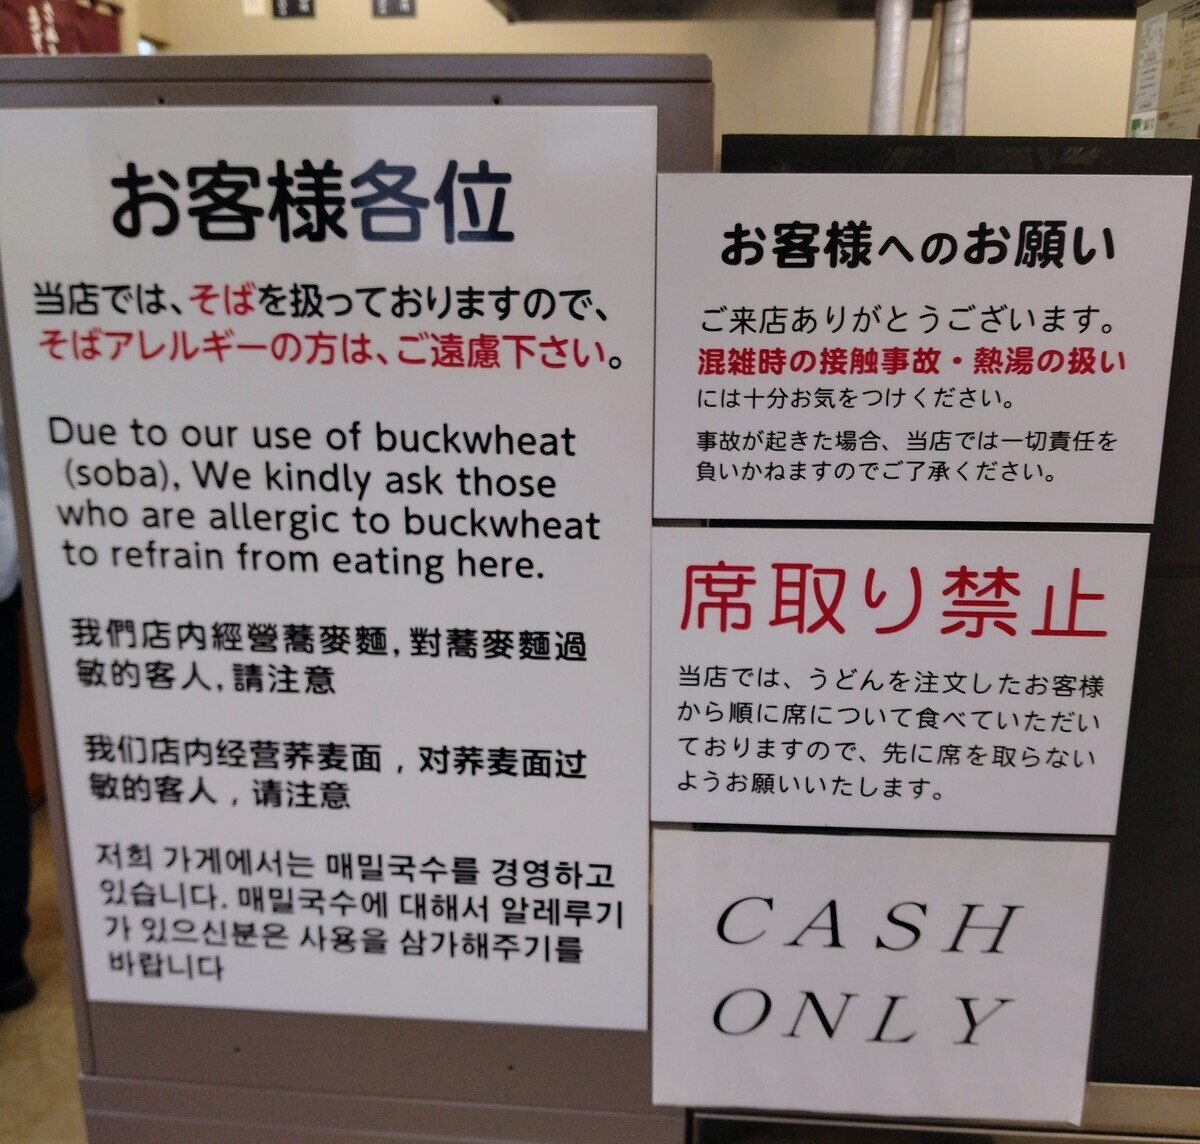 お客様各位
当店では、そばを扱っておりますので、
そばアレルギーの方は、ご遠慮下さい。
Due to our use of buckwheat
(soba), We kindly ask those
who are allergic to buckwheat
to refrain from eating here.
我們店內經營蕎麥麵,對蕎麥麵過
敏的客人,請注意
我们店内经营荞麦面，对荞麦面过
敏的客人，请注意
저희 가게에서는 매밀국수를 경영하고
있습니다. 매밀국수에 대해서 알레루기
가 있으신분은 사용을 삼가해주기를
바랍니다
お客様へのお願い
ご来店ありがとうございます。
混雑時の接触事故・熱湯の扱い
には十分お気をつけください。
事故が起きた場合、当店では一切責任を
負いかねますのでご了承ください。
席取り禁止
当店では、うどんを注文したお客様
から順に席について食べていただい
ておりますので、先に席を取らない
ようお願いいたします。
CASH
ONLY